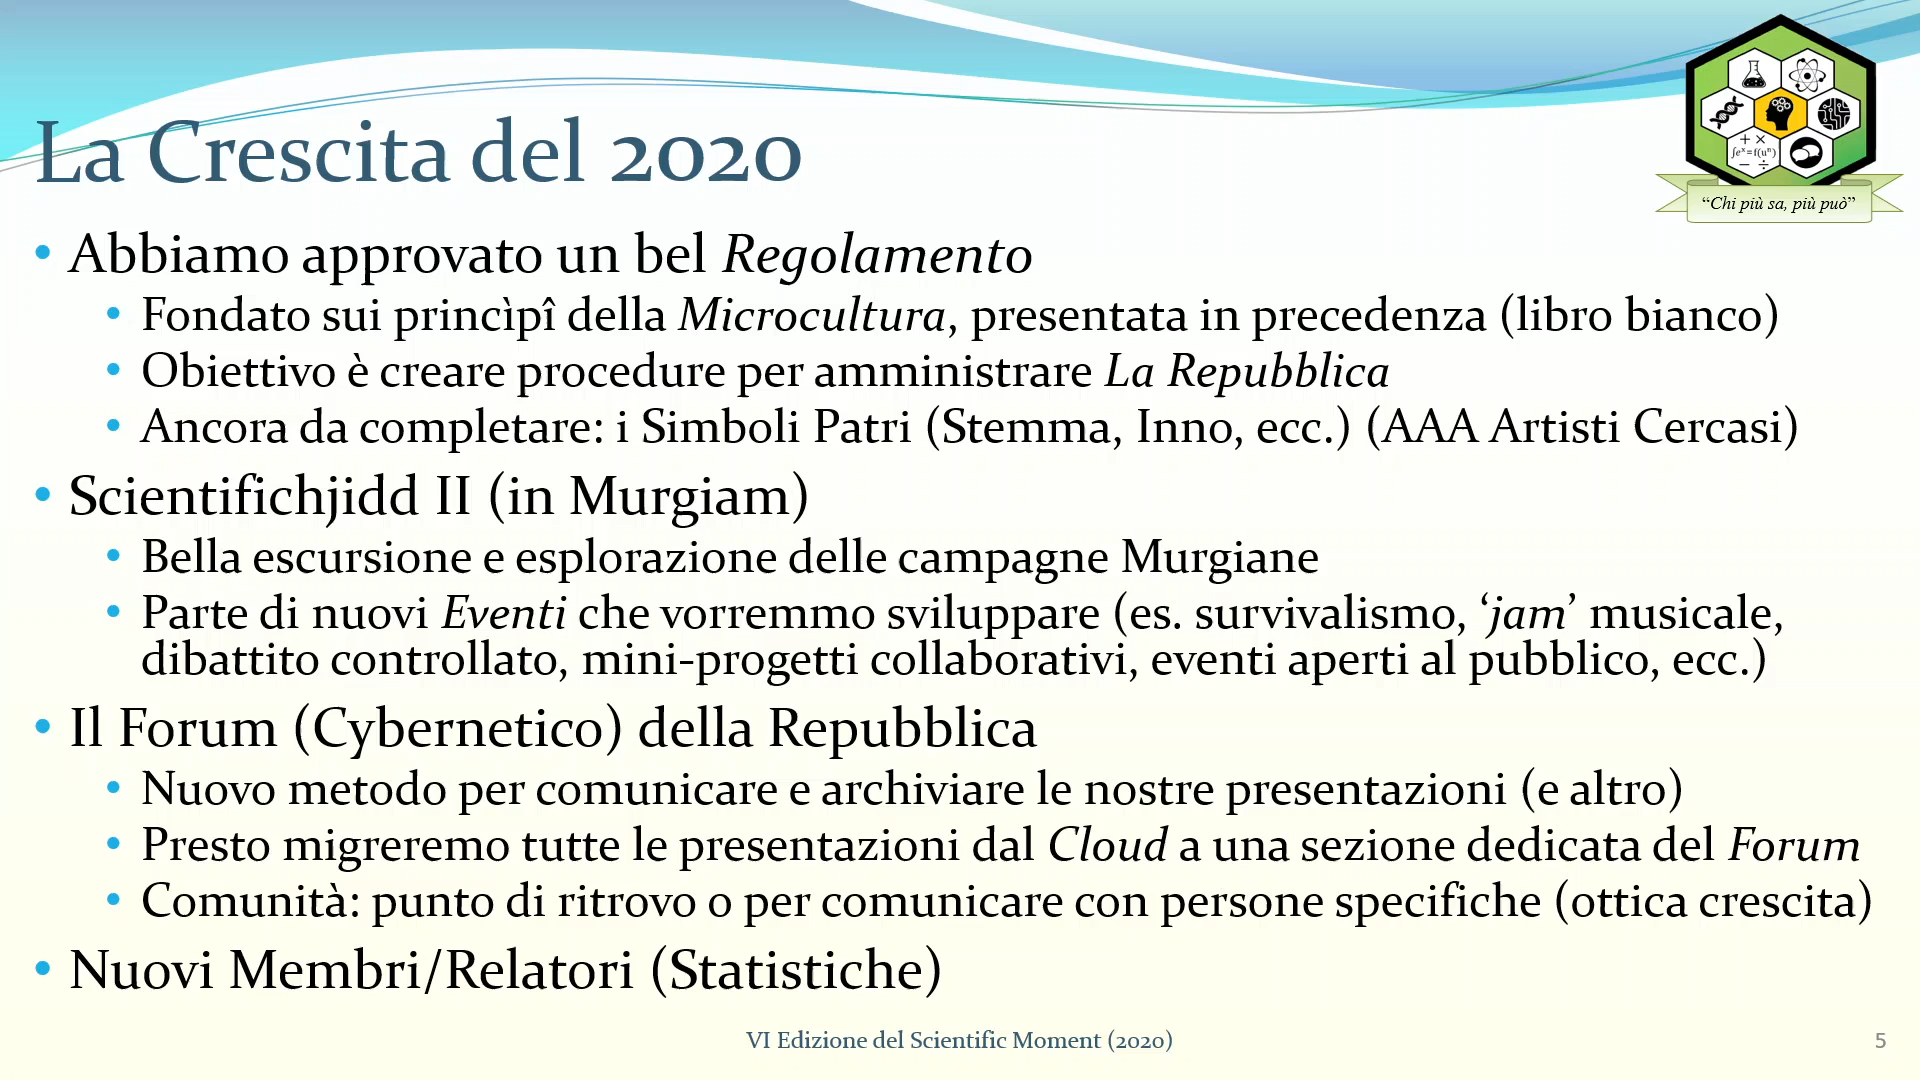 La Crescita del 2020
“Chi più sa, più può”
+ ×
∫eˣ=f(uⁿ)
− ÷
• Abbiamo approvato un bel Regolamento
• Fondato sui princìpî della Microcultura, presentata in precedenza (libro bianco)
• Obiettivo è creare procedure per amministrare La Repubblica
• Ancora da completare: i Simboli Patri (Stemma, Inno, ecc.) (AAA Artisti Cercasi)
• Scientifichjidd II (in Murgiam)
• Bella escursione e esplorazione delle campagne Murgiane
• Parte di nuovi Eventi che vorremmo sviluppare (es. survivalismo, ‘jam’ musicale,
dibattito controllato, mini-progetti collaborativi, eventi aperti al pubblico, ecc.)
• Il Forum (Cybernetico) della Repubblica
• Nuovo metodo per comunicare e archiviare le nostre presentazioni (e altro)
• Presto migreremo tutte le presentazioni dal Cloud a una sezione dedicata del Forum
• Comunità: punto di ritrovo o per comunicare con persone specifiche (ottica crescita)
• Nuovi Membri/Relatori (Statistiche)
VI Edizione del Scientific Moment (2020)
5